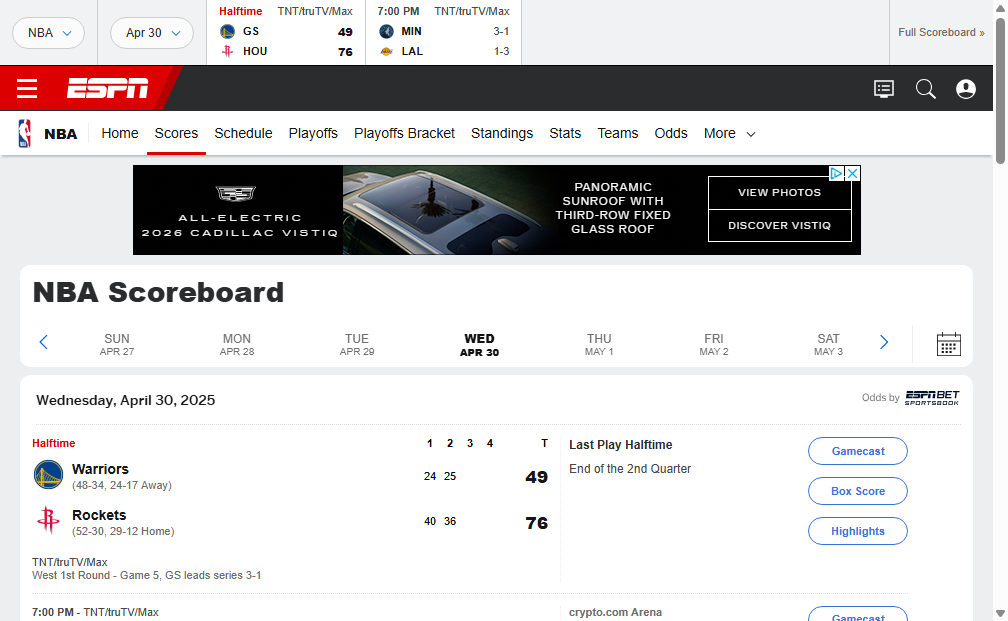 NBA
Apr 30
Halftime TNT/truTV/Max
GS 49
HOU 76
7:00 PM TNT/truTV/Max
MIN 3-1
LAL 1-3
Full Scoreboard »
ESPN
NBA Home Scores Schedule Playoffs Playoffs Bracket Standings Stats Teams Odds More
ALL-ELECTRIC
2026 CADILLAC VISTIQ
PANORAMIC
SUNROOF WITH
THIRD-ROW FIXED
GLASS ROOF
VIEW PHOTOS
DISCOVER VISTIQ
NBA Scoreboard
SUN MON TUE WED THU FRI SAT
APR 27 APR 28 APR 29 APR 30 MAY 1 MAY 2 MAY 3
Wednesday, April 30, 2025
Odds by ESPN BET
SPORTSBOOK
Halftime 1 2 3 4 T
Warriors
(48-34, 24-17 Away)
24 25 49
Rockets
(52-30, 29-12 Home)
40 36 76
TNT/truTV/Max
West 1st Round - Game 5, GS leads series 3-1
Last Play Halftime
End of the 2nd Quarter
Gamecast
Box Score
Highlights
7:00 PM - TNT/truTV/Max
crypto.com Arena
Gamecast